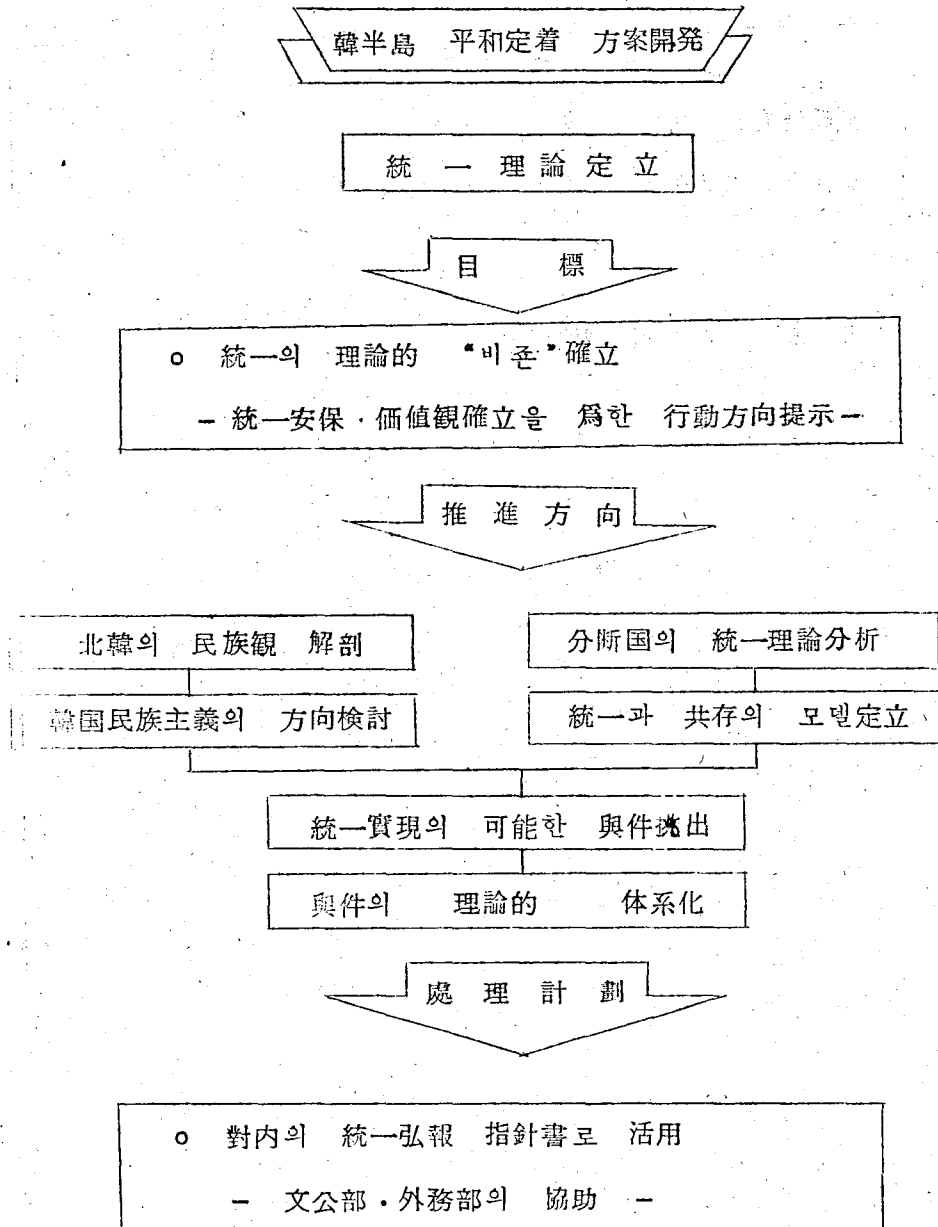 韓半島 平和定着 方案開発
統一理論定立
目標
o 統一의 理論的 “비죤”確立
- 統一安保·価値観確立을 爲한 行動方向提示-
推進方向
北韓의 民族観 解剖
分断国의 統一理論分析
韓国民族主義의 方向検討
統一과 共存의 모델定立
統一實現의 可能한 與件摘出
與件의 理論的 体系化
處理計劃
o 對内의 統一弘報 指針書로 活用
- 文公部·外務部의 協助 -